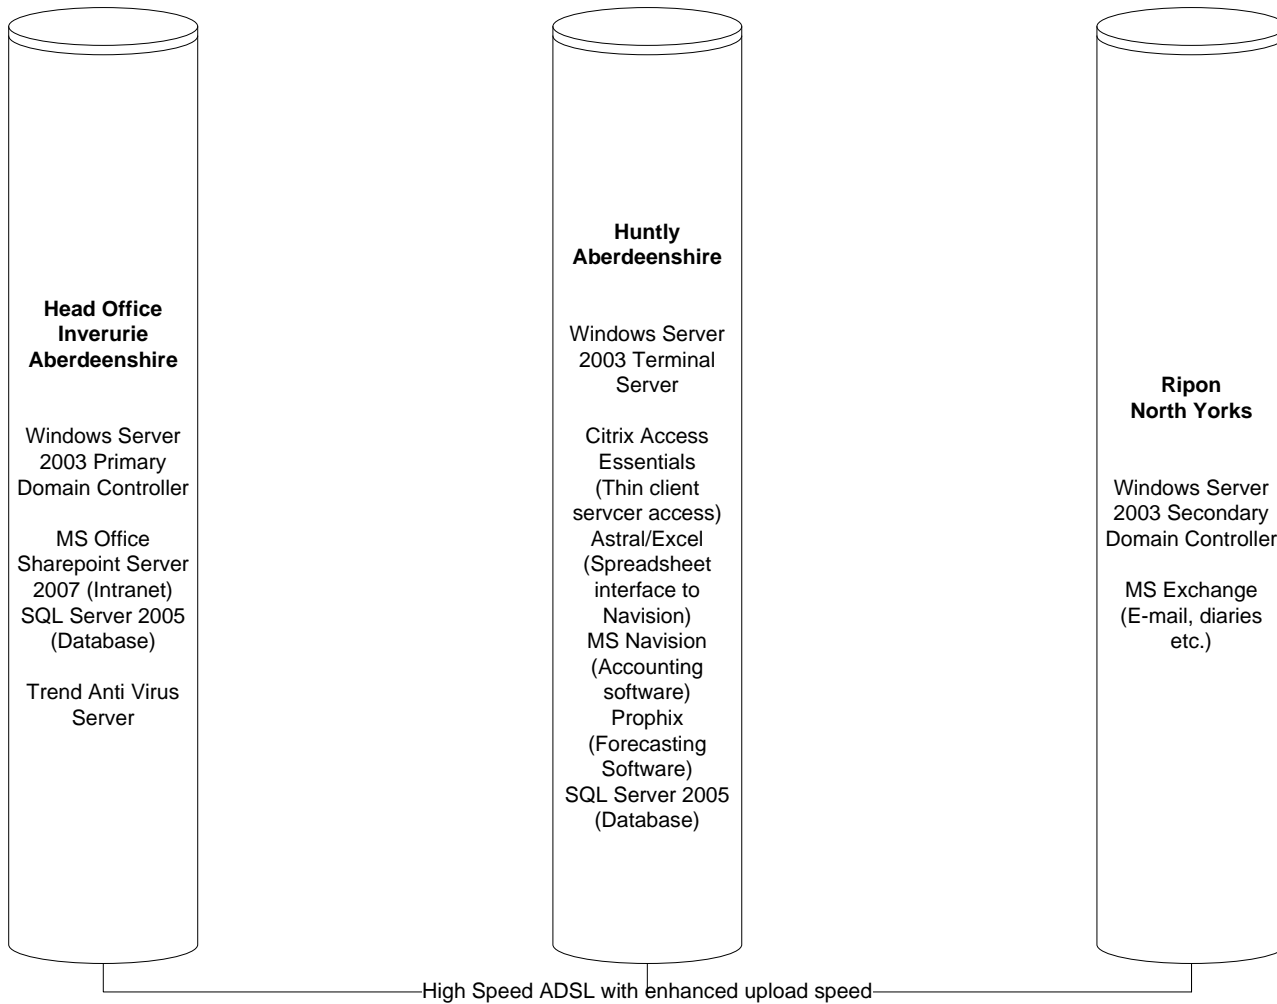 Head Office
Inverurie
Aberdeenshire
Windows Server
2003 Primary
Domain Controller
MS Office
Sharepoint Server
2007 (Intranet)
SQL Server 2005
(Database)
Trend Anti Virus
Server
Huntly
Aberdeenshire
Windows Server
2003 Terminal
Server
Citrix Access
Essentials
(Thin client
servcer access)
Astral/Excel
(Spreadsheet
interface to
Navision)
MS Navision
(Accounting
software)
Prophix
(Forecasting
Software)
SQL Server 2005
(Database)
Ripon
North Yorks
Windows Server
2003 Secondary
Domain Controller
MS Exchange
(E-mail, diaries
etc.)
High Speed ADSL with enhanced upload speed